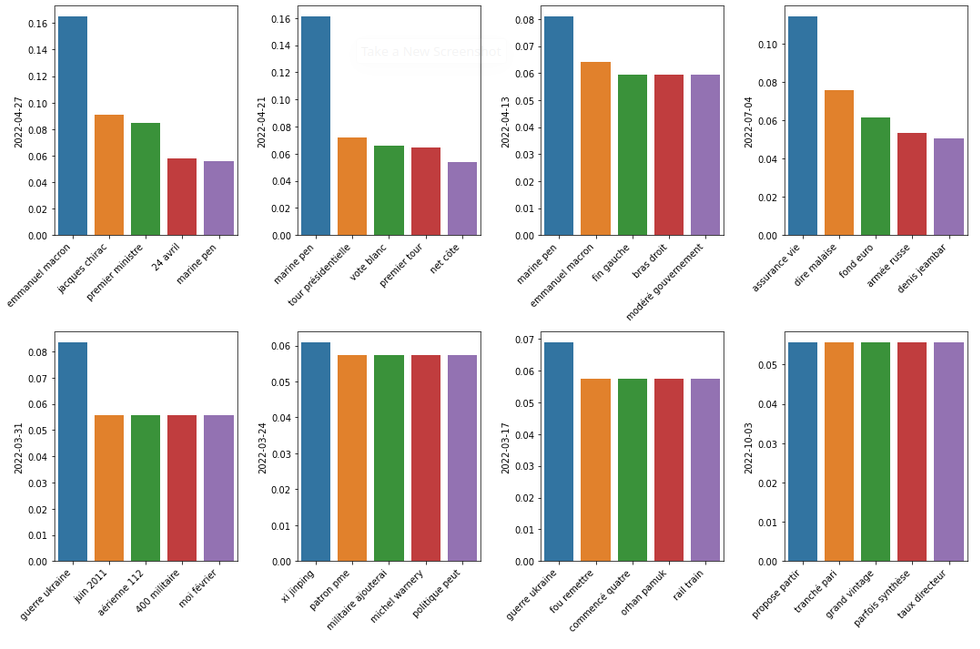 2022-04-27
0.16
0.14
0.12
0.10
0.08
0.06
0.04
0.02
0.00
emmanuel macron
jacques chirac
premier ministre
24 avril
marine pen
2022-04-21
0.16
0.14
0.12
0.10
0.08
0.06
0.04
0.02
0.00
marine pen
tour présidentielle
vote blanc
premier tour
net côte
Take a New Screenshot
2022-04-13
0.08
0.07
0.06
0.05
0.04
0.03
0.02
0.01
0.00
marine pen
emmanuel macron
fin gauche
bras droit
modéré gouvernement
2022-07-04
0.10
0.08
0.06
0.04
0.02
0.00
assurance vie
dire malaise
fond euro
armée russe
denis jeambar
2022-03-31
0.08
0.07
0.06
0.05
0.04
0.03
0.02
0.01
0.00
guerre ukraine
juin 2011
aérienne 112
400 militaire
moi février
2022-03-24
0.06
0.05
0.04
0.03
0.02
0.01
0.00
xi jinping
patron pme
militaire ajouterai
michel wannery
politique peut
2022-03-17
0.07
0.06
0.05
0.04
0.03
0.02
0.01
0.00
guerre ukraine
fou remettre
commencé quatre
orhan pamuk
rail train
2022-10-03
0.05
0.04
0.03
0.02
0.01
0.00
propose partir
tranché pari
grand vintage
parfois synthèse
taux directeur